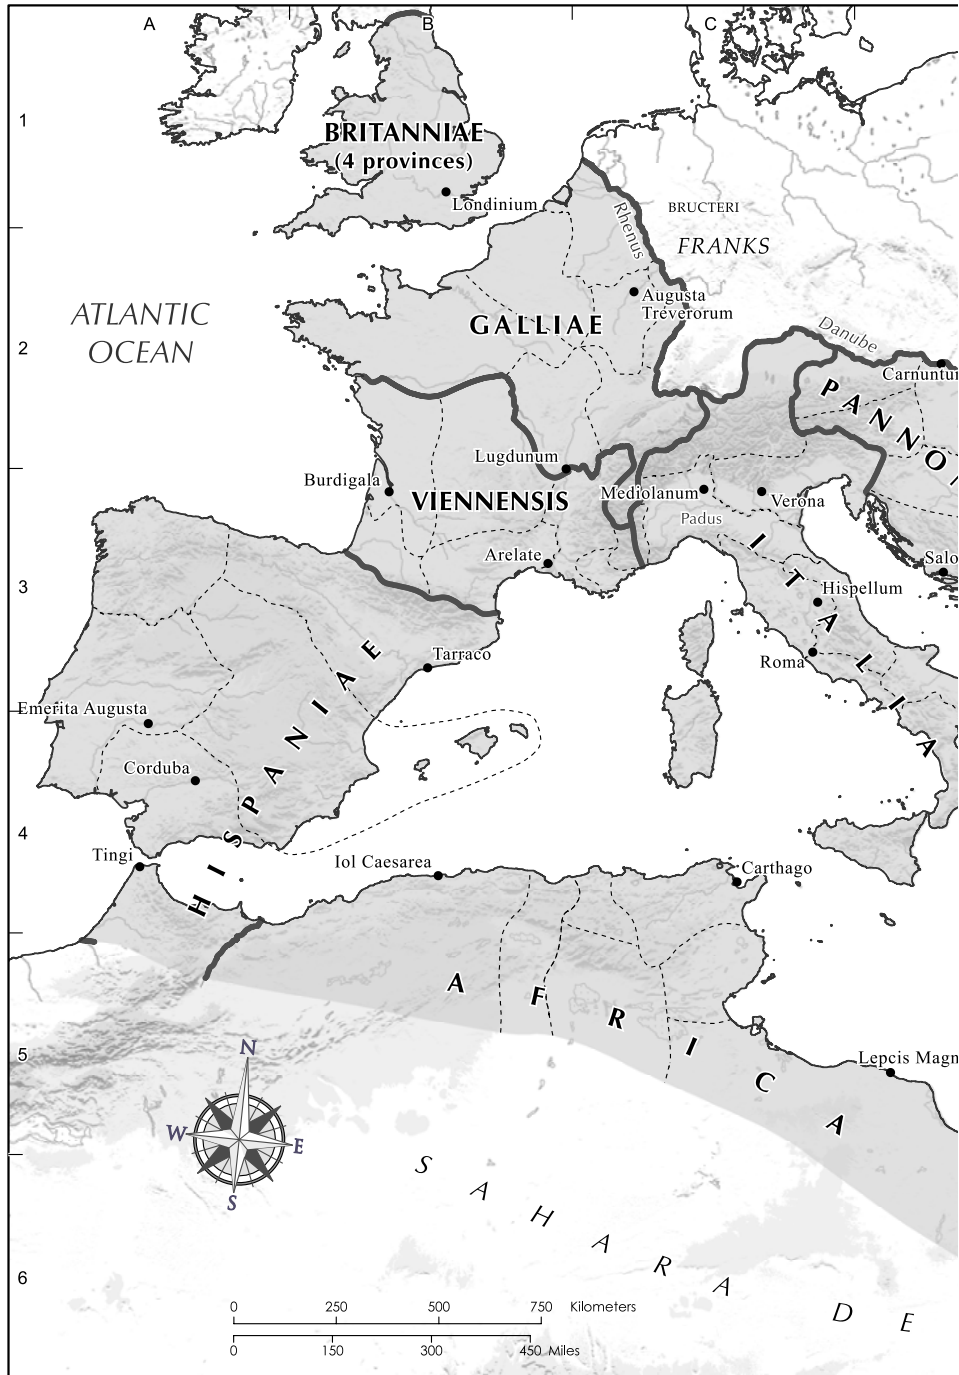 A
B
C
1
BRITANNIAE
(4 provinces)
Londinium
Rhenus
BRUCTERI
FRANKS
ATLANTIC
OCEAN
Augusta
Treverorum
GALLIAE
2
Danube
Carnuntum
PANNO
Lugdunum
Burdigala
VIENNENSIS
Mediolanum
Verona
Padus
Arelate
Salo
3
ITALIA
Hispellum
Roma
Tarraco
Emerita Augusta
Corduba
HISPANIAE
4
Tingi
Iol Caesarea
Carthago
AFRICA
5
Lepcis Magn
N
W
E
S
SAHARA DE
6
0 250 500 750 Kilometers
0 150 300 450 Miles